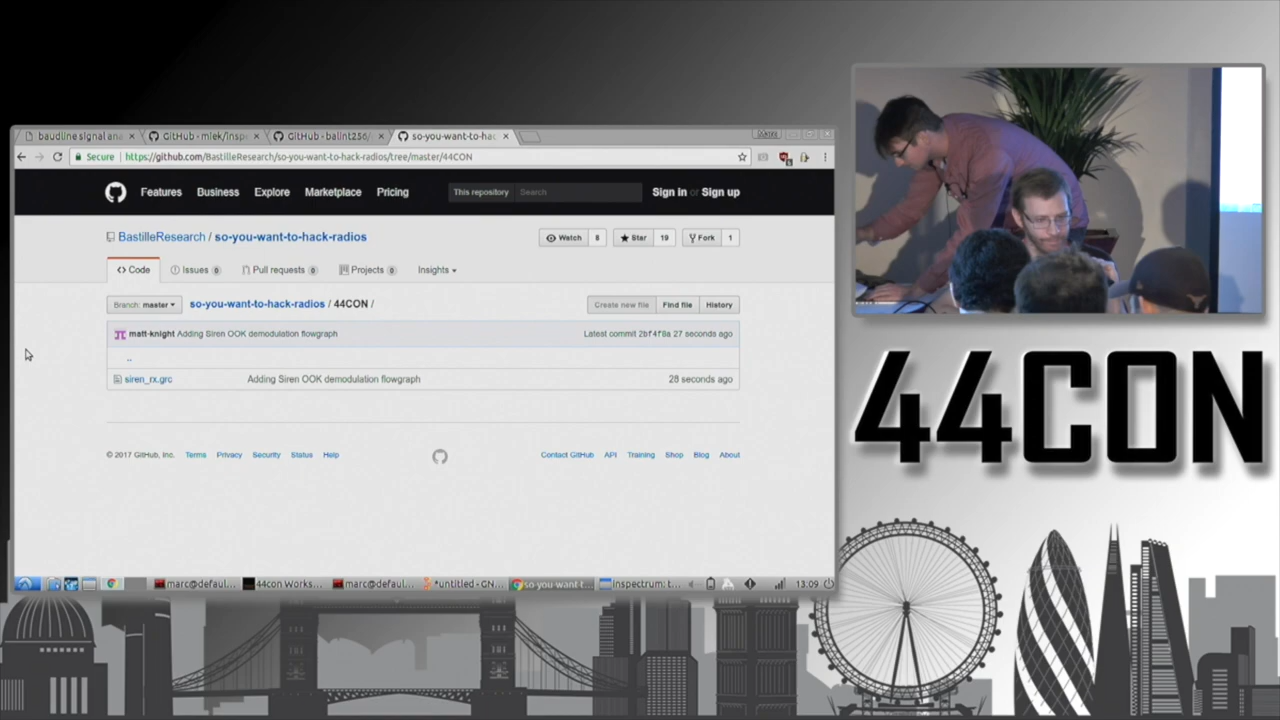 baudline signal ana
GitHub - miek/inspe
GitHub - balint256/
so-you-want-to-hac
Secure
https://github.com/BastilleResearch/so-you-want-to-hack-radios/tree/master/44CON
Features
Business
Explore
Marketplace
Pricing
This repository
Search
Sign in or Sign up
BastilleResearch / so-you-want-to-hack-radios
Watch 8
Star 19
Fork 1
Code
Issues 0
Pull requests 0
Projects 0
Insights
Branch: master
so-you-want-to-hack-radios / 44CON /
Create new file
Find file
History
matt-knight Adding Siren OOK demodulation flowgraph
Latest commit 2bf4f8a 27 seconds ago
..
siren_rx.grc
Adding Siren OOK demodulation flowgraph
28 seconds ago
© 2017 GitHub, Inc.
Terms
Privacy
Security
Status
Help
Contact GitHub
API
Training
Shop
Blog
About
marc@defaul...
44con Works...
marc@defaul...
*untitled - GN...
so-you-want-t...
inspectrum: t...
13:09
44CON